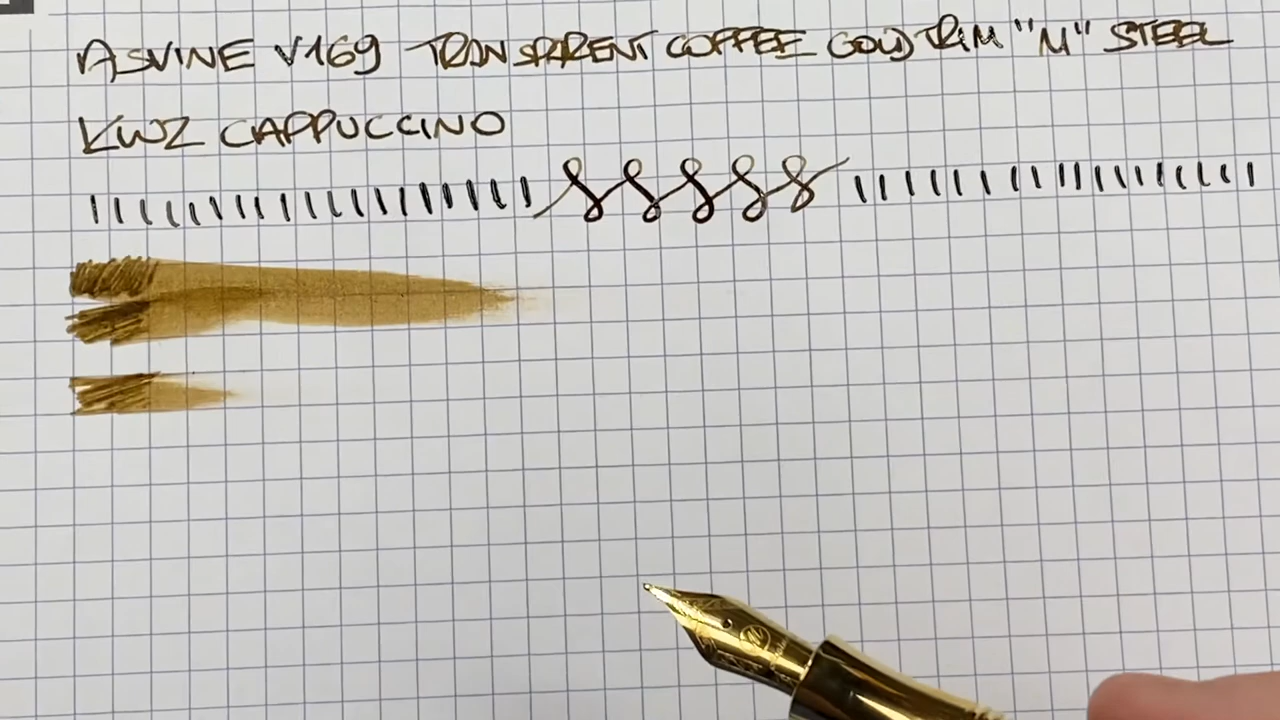 ASVINE V169 TRANSPARENT COFFEE GOLD TRIM "M" STEEL
KWZ CAPPUCCINO